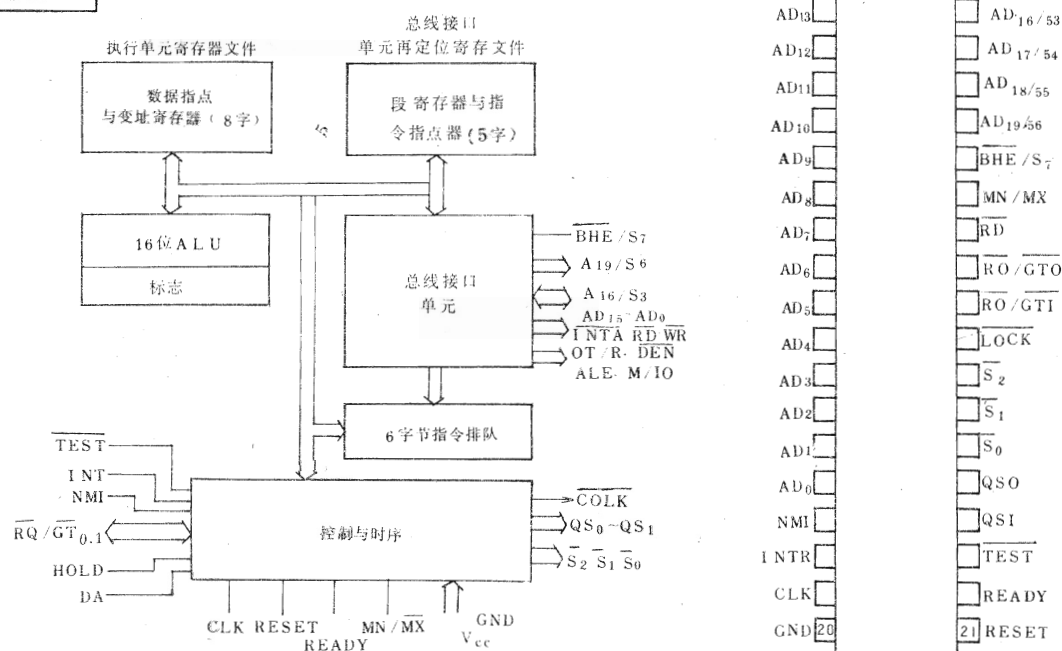 总线接口
执行单元寄存器文件
单元再定位寄存文件
数据指点
与变址寄存器(8字)
段寄存器与指
令指点器(5字)
16位ALU
标志
总线接口
单元
BHE/S7
A19/S6
A16/S3
AD15-AD0
INTA RD WR
OT/R· DEN
ALE· M/IO
6字节指令排队
TEST
INT
NMI
RQ/GT0.1
HOLD
DA
控制与时序
COLK
QS0~QS1
S2 S1 S0
CLK RESET
READY
MN/MX
Vcc
GND
AD13
AD12
AD11
AD10
AD9
AD8
AD7
AD6
AD5
AD4
AD3
AD2
AD1
AD0
NMI
INTR
CLK
GND 20
AD16/53
AD17/54
AD18/55
AD19/56
BHE/S7
MN/MX
RD
RO/GTO
RO/GTI
LOCK
S2
S1
S0
QSO
QSI
TEST
READY
21 RESET